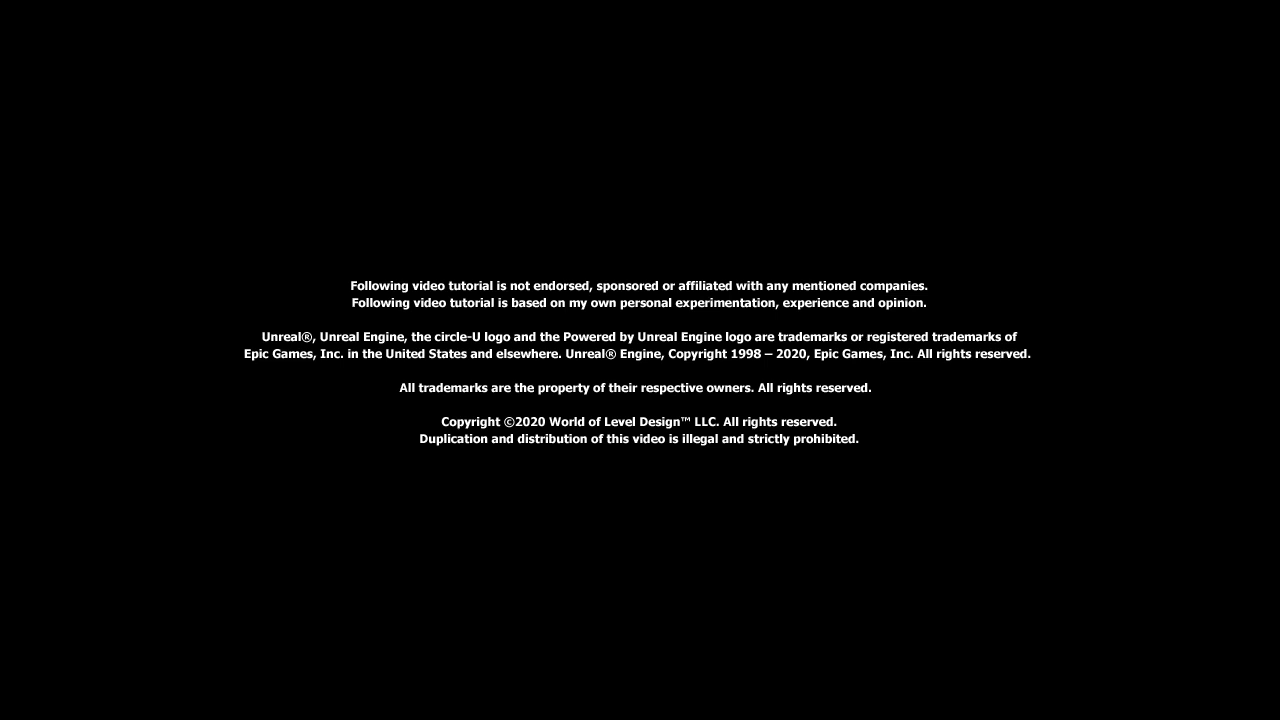 Following video tutorial is not endorsed, sponsored or affiliated with any mentioned companies.
Following video tutorial is based on my own personal experimentation, experience and opinion.
Unreal®, Unreal Engine, the circle-U logo and the Powered by Unreal Engine logo are trademarks or registered trademarks of
Epic Games, Inc. in the United States and elsewhere. Unreal® Engine, Copyright 1998 – 2020, Epic Games, Inc. All rights reserved.
All trademarks are the property of their respective owners. All rights reserved.
Copyright ©2020 World of Level Design™ LLC. All rights reserved.
Duplication and distribution of this video is illegal and strictly prohibited.